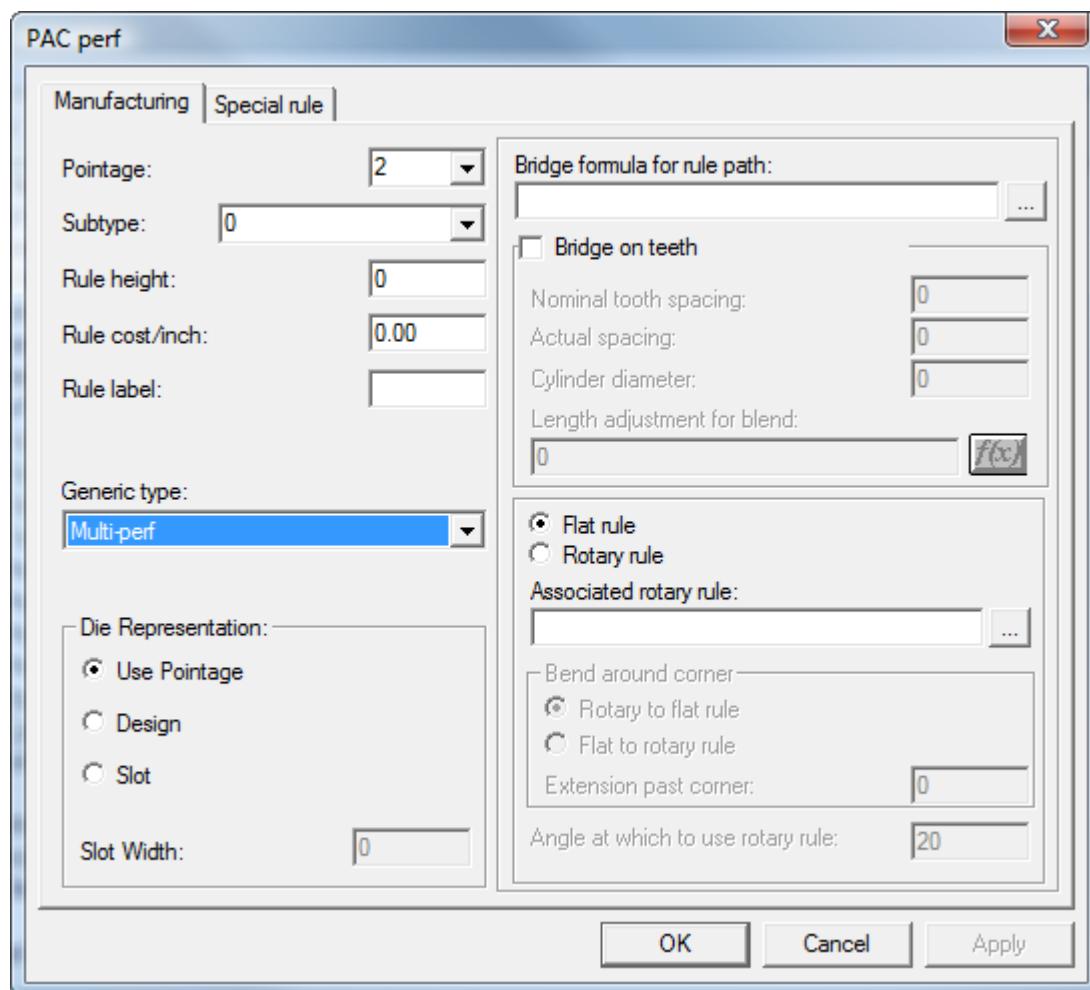 PAC perf
Manufacturing
Special rule
Pointage:
2
Subtype:
0
Rule height:
0
Rule cost/inch:
0.00
Rule label:
Generic type:
Multi-perf
Die Representation:
Use Pointage
Design
Slot
Slot Width:
0
Bridge formula for rule path:
...
Bridge on teeth
Nominal tooth spacing:
0
Actual spacing:
0
Cylinder diameter:
0
Length adjustment for blend:
0
f(x)
Flat rule
Rotary rule
Associated rotary rule:
...
Bend around corner
Rotary to flat rule
Flat to rotary rule
Extension past corner:
0
Angle at which to use rotary rule:
20
OK
Cancel
Apply